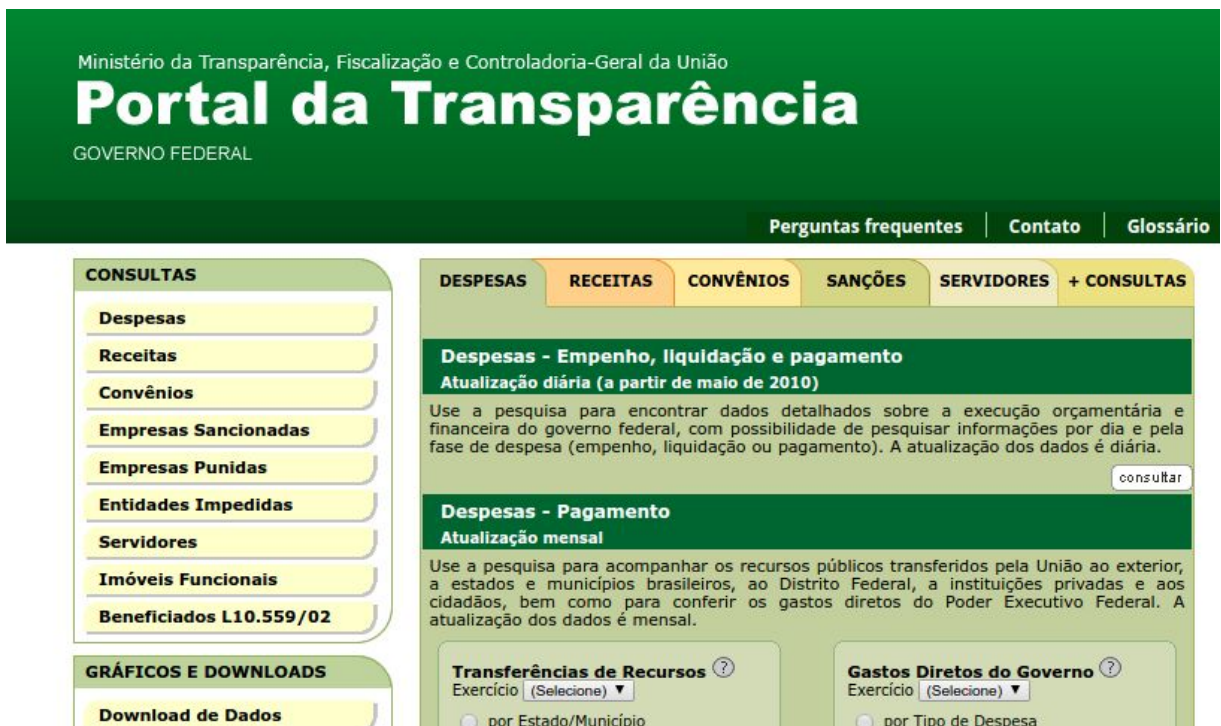 Ministério da Transparência, Fiscalização e Controladoria-Geral da União
Portal da Transparência
GOVERNO FEDERAL
Perguntas frequentes | Contato | Glossário
CONSULTAS
Despesas
Receitas
Convênios
Empresas Sancionadas
Empresas Punidas
Entidades Impedidas
Servidores
Imóveis Funcionais
Beneficiados L10.559/02
GRÁFICOS E DOWNLOADS
Download de Dados
DESPESAS RECEITAS CONVÊNIOS SANÇÕES SERVIDORES + CONSULTAS
Despesas - Empenho, liquidação e pagamento
Atualização diária (a partir de maio de 2010)
Use a pesquisa para encontrar dados detalhados sobre a execução orçamentária e
financeira do governo federal, com possibilidade de pesquisar informações por dia e pela
fase de despesa (empenho, liquidação ou pagamento). A atualização dos dados é diária.
consultar
Despesas - Pagamento
Atualização mensal
Use a pesquisa para acompanhar os recursos públicos transferidos pela União ao exterior,
a estados e municípios brasileiros, ao Distrito Federal, a instituições privadas e aos
cidadãos, bem como para conferir os gastos diretos do Poder Executivo Federal. A
atualização dos dados é mensal.
Transferências de Recursos ?
Exercício (Selecione) ▼
por Estado/Município
Gastos Diretos do Governo ?
Exercício (Selecione) ▼
por Tipo de Despesa